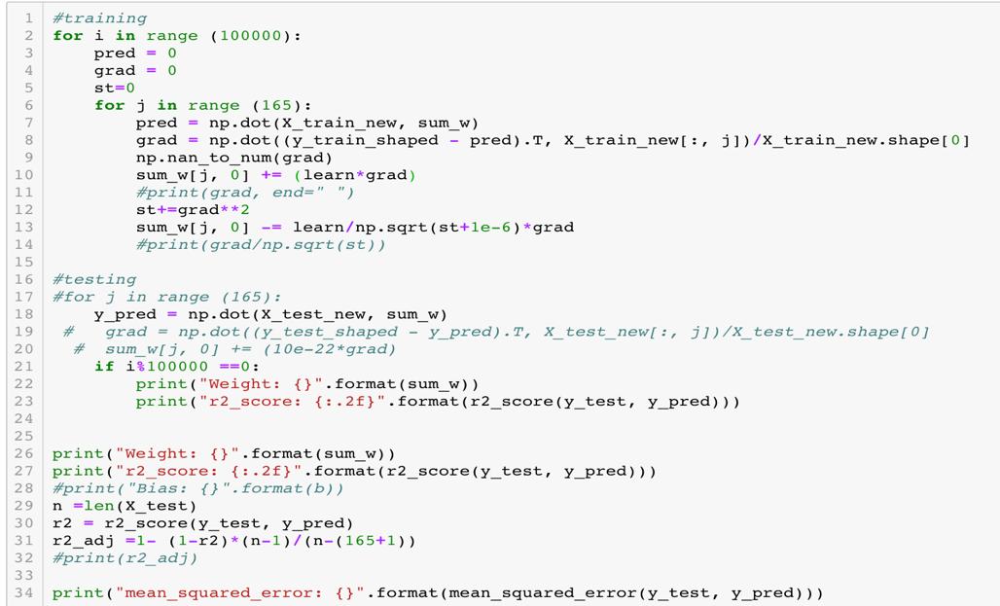 1 #training
2 for i in range (100000):
3     pred = 0
4     grad = 0
5     st=0
6     for j in range (165):
7         pred = np.dot(X_train_new, sum_w)
8         grad = np.dot((y_train_shaped - pred).T, X_train_new[:, j])/X_train_new.shape[0]
9         np.nan_to_num(grad)
10         sum_w[j, 0] += (learn*grad)
11         #print(grad, end=" ")
12         st+=grad**2
13         sum_w[j, 0] -= learn/np.sqrt(st+1e-6)*grad
14         #print(grad/np.sqrt(st))
15
16 #testing
17 #for j in range (165):
18     y_pred = np.dot(X_test_new, sum_w)
19  #   grad = np.dot((y_test_shaped - y_pred).T, X_test_new[:, j])/X_test_new.shape[0]
20   #  sum_w[j, 0] += (10e-22*grad)
21     if i%100000 ==0:
22         print("Weight: {}".format(sum_w))
23         print("r2_score: {:.2f}".format(r2_score(y_test, y_pred)))
24
25
26 print("Weight: {}".format(sum_w))
27 print("r2_score: {:.2f}".format(r2_score(y_test, y_pred)))
28 #print("Bias: {}".format(b))
29 n =len(X_test)
30 r2 = r2_score(y_test, y_pred)
31 r2_adj =1- (1-r2)*(n-1)/(n-(165+1))
32 #print(r2_adj)
33
34 print("mean_squared_error: {}".format(mean_squared_error(y_test, y_pred)))